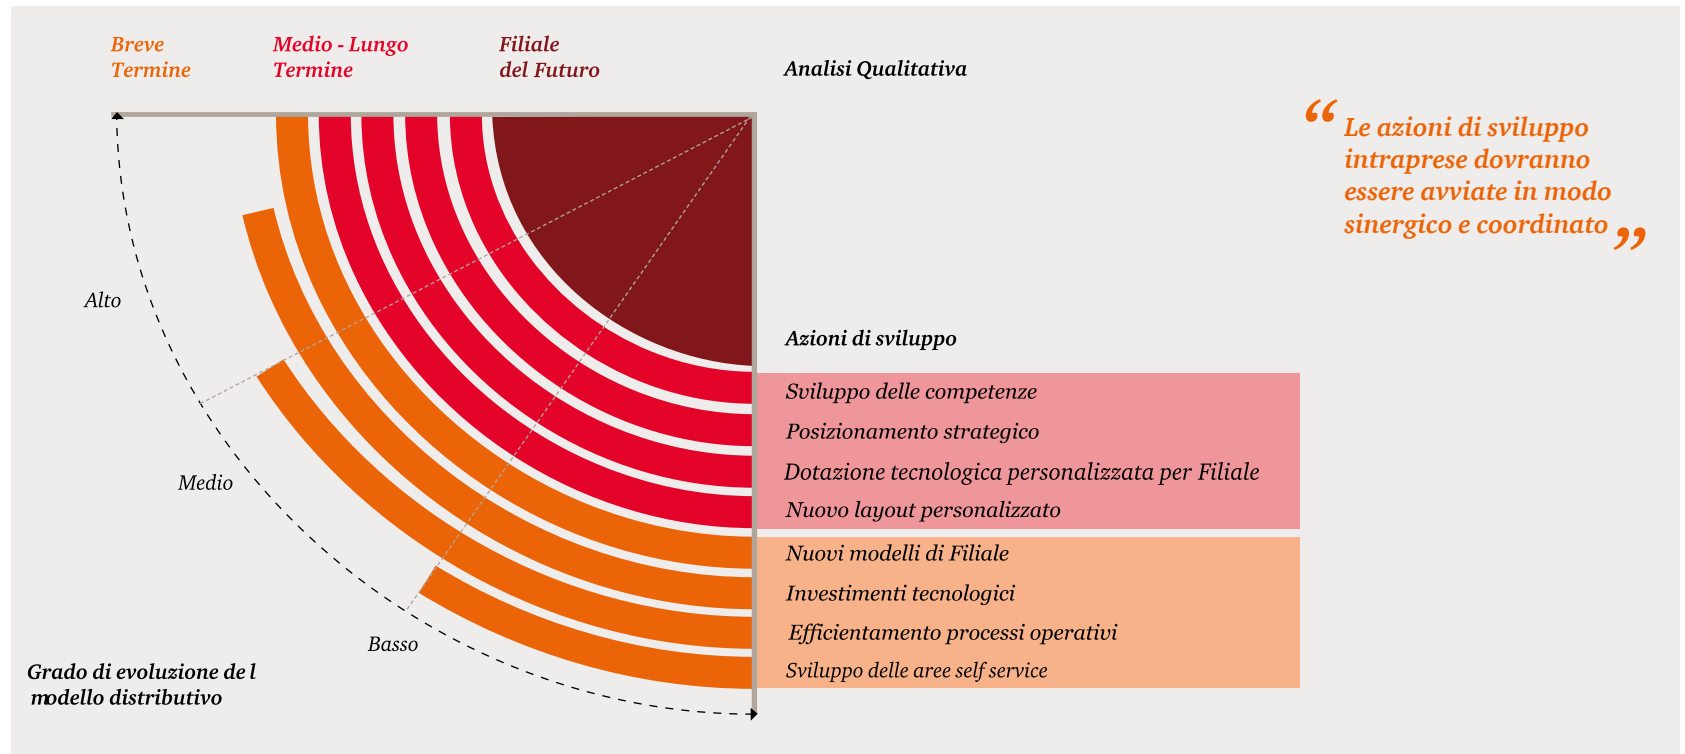 Breve
Termine
Medio - Lungo
Termine
Filiale
del Futuro
Analisi Qualitativa
“ Le azioni di sviluppo
intraprese dovranno
essere avviate in modo
sinergico e coordinato ”
Alto
Medio
Basso
Grado di evoluzione de l
modello distributivo
Azioni di sviluppo
Sviluppo delle competenze
Posizionamento strategico
Dotazione tecnologica personalizzata per Filiale
Nuovo layout personalizzato
Nuovi modelli di Filiale
Investimenti tecnologici
Efficientamento processi operativi
Sviluppo delle aree self service